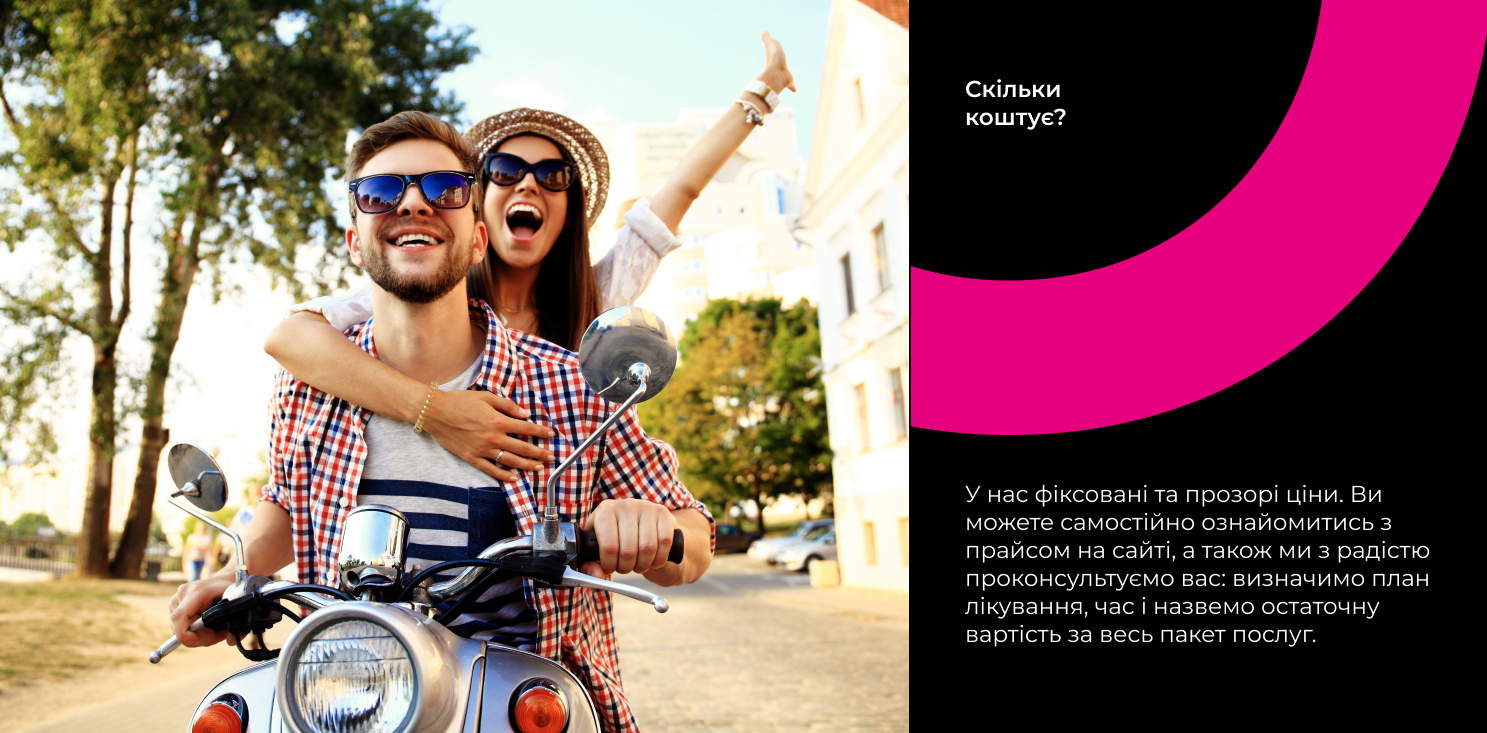 Скільки
коштує?
У нас фіксовані та прозорі ціни. Ви
можете самостійно ознайомитись з
прайсом на сайті, а також ми з радістю
проконсультуємо вас: визначимо план
лікування, час і назвемо остаточну
вартість за весь пакет послуг.